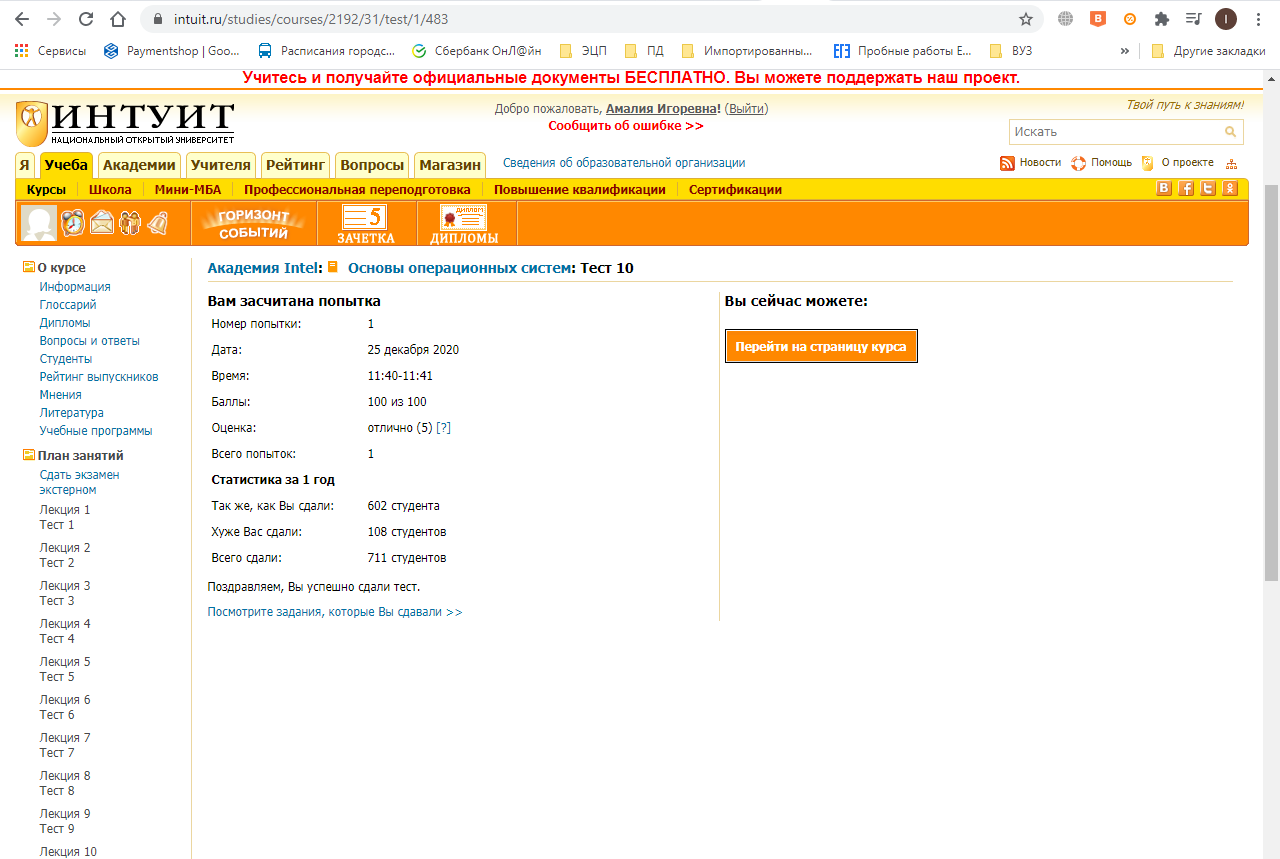 intuit.ru/studies/courses/2192/31/test/1/483
I
Сервисы
Paymentshop | Goo...
Расписания городс...
Сбербанк ОнЛ@йн
ЭЦП
ПД
Импортированны...
Пробные работы Е...
ВУЗ
»
Другие закладки
Учитесь и получайте официальные документы БЕСПЛАТНО. Вы можете поддержать наш проект.
ИНТУИТ
НАЦИОНАЛЬНЫЙ ОТКРЫТЫЙ УНИВЕРСИТЕТ
Добро пожаловать, Амалия Игоревна! (Выйти)
Сообщить об ошибке >>
Твой путь к знаниям!
Искать
Я Учеба Академии Учителя Рейтинг Вопросы Магазин
Сведения об образовательной организации
Новости Помощь О проекте
Курсы Школа Мини-МБА Профессиональная переподготовка Повышение квалификации Сертификации
ГОРИЗОНТ
СОБЫТИЙ
5
ЗАЧЕТКА
ДИПЛОМ
ДИПЛОМЫ
О курсе
Информация
Глоссарий
Дипломы
Вопросы и ответы
Студенты
Рейтинг выпускников
Мнения
Литература
Учебные программы
План занятий
Сдать экзамен
экстерном
Лекция 1
Тест 1
Лекция 2
Тест 2
Лекция 3
Тест 3
Лекция 4
Тест 4
Лекция 5
Тест 5
Лекция 6
Тест 6
Лекция 7
Тест 7
Лекция 8
Тест 8
Лекция 9
Тест 9
Лекция 10
Академия Intel: Основы операционных систем: Тест 10
Вам засчитана попытка
Номер попытки: 1
Дата: 25 декабря 2020
Время: 11:40-11:41
Баллы: 100 из 100
Оценка: отлично (5) [?]
Всего попыток: 1
Статистика за 1 год
Так же, как Вы сдали: 602 студента
Хуже Вас сдали: 108 студентов
Всего сдали: 711 студентов
Поздравляем, Вы успешно сдали тест.
Посмотрите задания, которые Вы сдавали >>
Вы сейчас можете:
Перейти на страницу курса